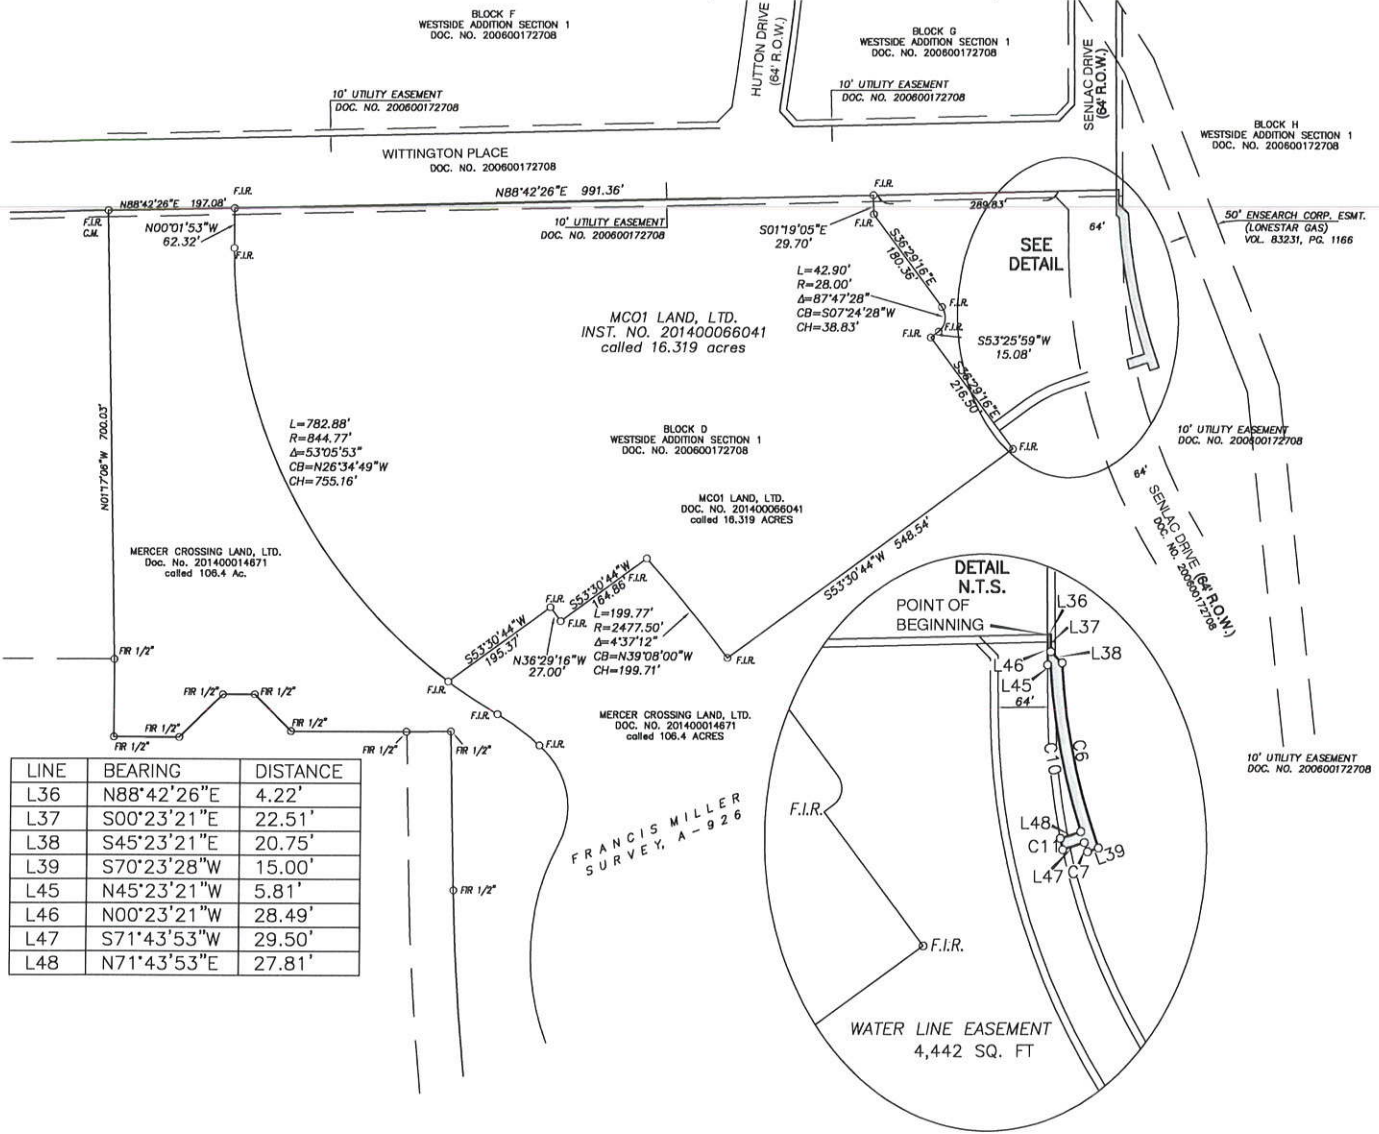 BLOCK F
WESTSIDE ADDITION SECTION 1
DOC. NO. 200600172708
HUTTON DRIVE
(64' R.O.W.)
BLOCK G
WESTSIDE ADDITION SECTION 1
DOC. NO. 200600172708
SENLAC DRIVE
(64' R.O.W.)
10' UTILITY EASEMENT
DOC. NO. 200600172708
10' UTILITY EASEMENT
DOC. NO. 200600172708
BLOCK H
WESTSIDE ADDITION SECTION 1
DOC. NO. 200600172708
WITTINGTON PLACE
DOC. NO. 200600172708
N88°42'26"E 197.08'
F.I.R.
N88°42'26"E 991.36'
F.I.R.
289.83'
F.I.R.
C.M.
N00°01'53"W
62.32'
F.I.R.
10' UTILITY EASEMENT
DOC. NO. 200600172708
S01°19'05"E
29.70'
F.I.R.
S36°29'16"E
180.36'
SEE
DETAIL
64'
50' ENSEARCH CORP. ESMT.
(LONESTAR GAS)
VOL. 83231, PG. 1166
L=42.90'
R=28.00'
Δ=87°47'28"
CB=S07°24'28"W
CH=38.83'
F.I.R.
F.I.R.
F.I.R.
S53°25'59"W
15.08'
MC01 LAND, LTD.
INST. NO. 201400066041
called 16.319 acres
S36°29'16"E
216.50'
N01°17'06"W 700.03'
L=782.88'
R=844.77'
Δ=53°05'53"
CB=N26°34'49"W
CH=755.16'
BLOCK D
WESTSIDE ADDITION SECTION 1
DOC. NO. 200600172708
F.I.R.
10' UTILITY EASEMENT
DOC. NO. 200600172708
MC01 LAND, LTD.
DOC. NO. 201400066041
called 16.319 ACRES
64'
SENLAC DRIVE (64' R.O.W.)
DOC. NO. 200600172708
MERCER CROSSING LAND, LTD.
Doc. No. 201400014671
called 106.4 Ac.
S53°30'44"W 548.54'
F.I.R.
S53°30'44"W
164.86'
F.I.R.
F.I.R.
S53°30'44"W
195.37'
N36°29'16"W
27.00'
L=199.77'
R=2477.50'
Δ=4°37'12"
CB=N39°08'00"W
CH=199.71'
F.I.R.
F.I.R.
F.I.R.
F.I.R.
FIR 1/2"
FIR 1/2"
FIR 1/2"
FIR 1/2"
FIR 1/2"
FIR 1/2"
FIR 1/2"
FIR 1/2"
FIR 1/2"
MERCER CROSSING LAND, LTD.
DOC. NO. 201400014671
called 106.4 ACRES
DETAIL
N.T.S.
POINT OF
BEGINNING
L36
L37
L38
L46
L45
64'
C10
C6
L48
C11
L47
C7
L39
F.I.R.
F.I.R.
WATER LINE EASEMENT
4,442 SQ. FT
10' UTILITY EASEMENT
DOC. NO. 200600172708
FRANCIS MILLER
SURVEY, A-926
LINE BEARING DISTANCE
L36 N88°42'26"E 4.22'
L37 S00°23'21"E 22.51'
L38 S45°23'21"E 20.75'
L39 S70°23'28"W 15.00'
L45 N45°23'21"W 5.81'
L46 N00°23'21"W 28.49'
L47 S71°43'53"W 29.50'
L48 N71°43'53"E 27.81'